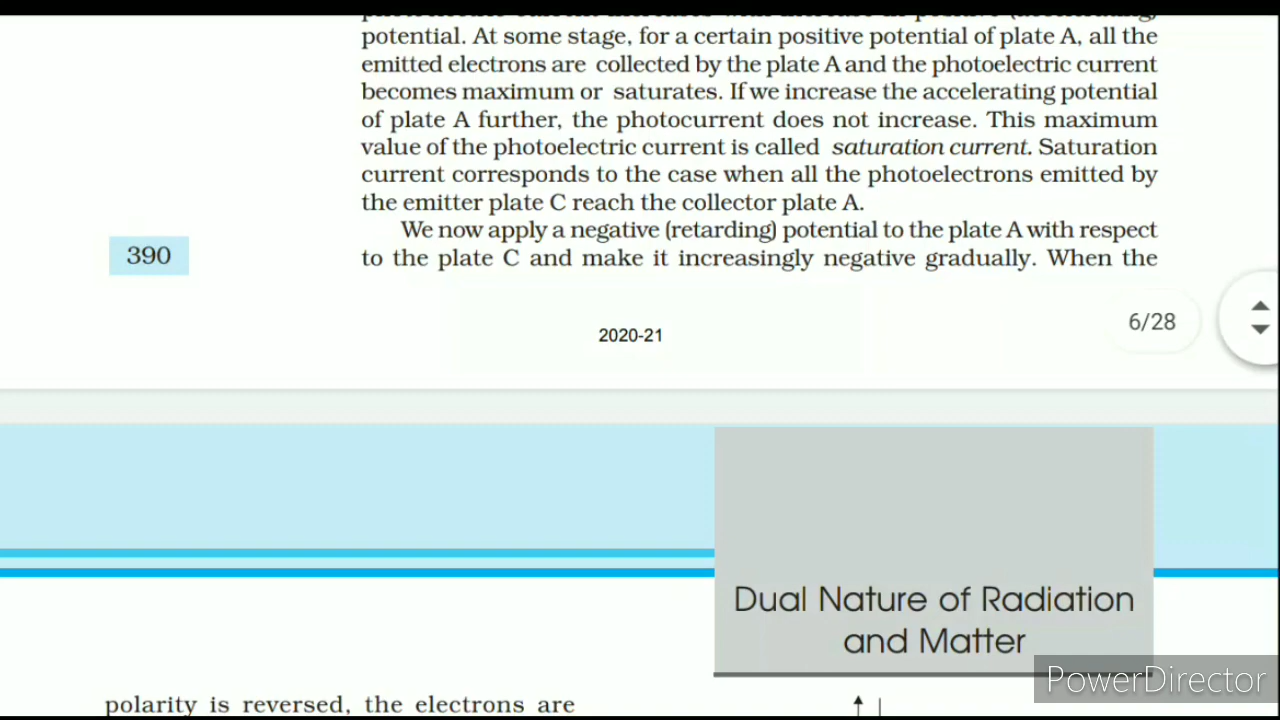 potential. At some stage, for a certain positive potential of plate A, all the
emitted electrons are collected by the plate A and the photoelectric current
becomes maximum or saturates. If we increase the accelerating potential
of plate A further, the photocurrent does not increase. This maximum
value of the photoelectric current is called saturation current. Saturation
current corresponds to the case when all the photoelectrons emitted by
the emitter plate C reach the collector plate A.
We now apply a negative (retarding) potential to the plate A with respect
to the plate C and make it increasingly negative gradually. When the
390
2020-21
6/28
Dual Nature of Radiation
and Matter
polarity is reversed, the electrons are
PowerDirector